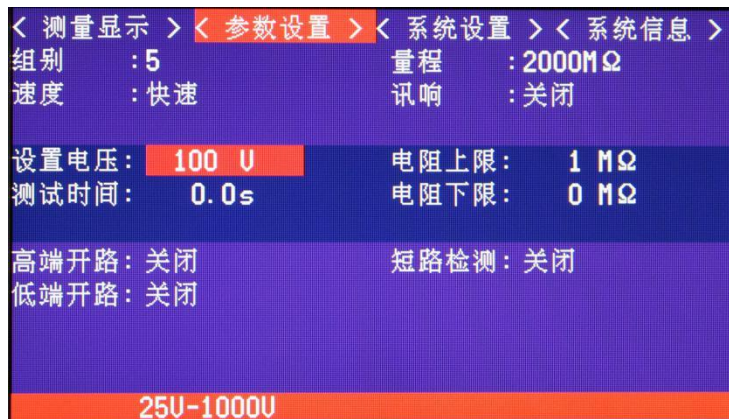 < 测量显示 > < 参数设置 > < 系统设置 > < 系统信息 >
组别 :5 量程 :2000MΩ
速度 :快速 讯响 :关闭
设置电压: 100 V 电阻上限: 1 MΩ
测试时间: 0.0s 电阻下限: 0 MΩ
高端开路:关闭 短路检测:关闭
低端开路:关闭
25V-1000V